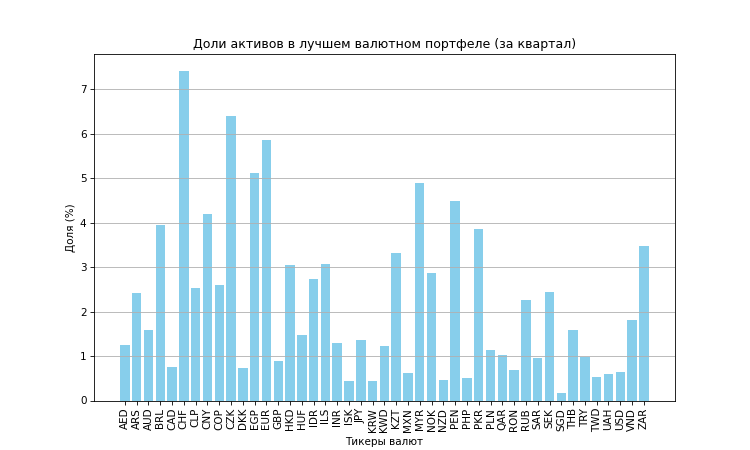 Доли активов в лучшем валютном портфеле (за квартал)
Доля (%)
7
6
5
4
3
2
1
0
AED ARS AUD BRL CAD CHF CLP CNY COP CZK DKK EGP EUR GBP HKD HUF IDR ILS INR ISK JPY KRW KWD KZT MXN MYR NOK NZD PEN PHP PKR PLN QAR RON RUB SAR SEK SGD THB TRY TWD UAH USD VND ZAR
Тикеры валют